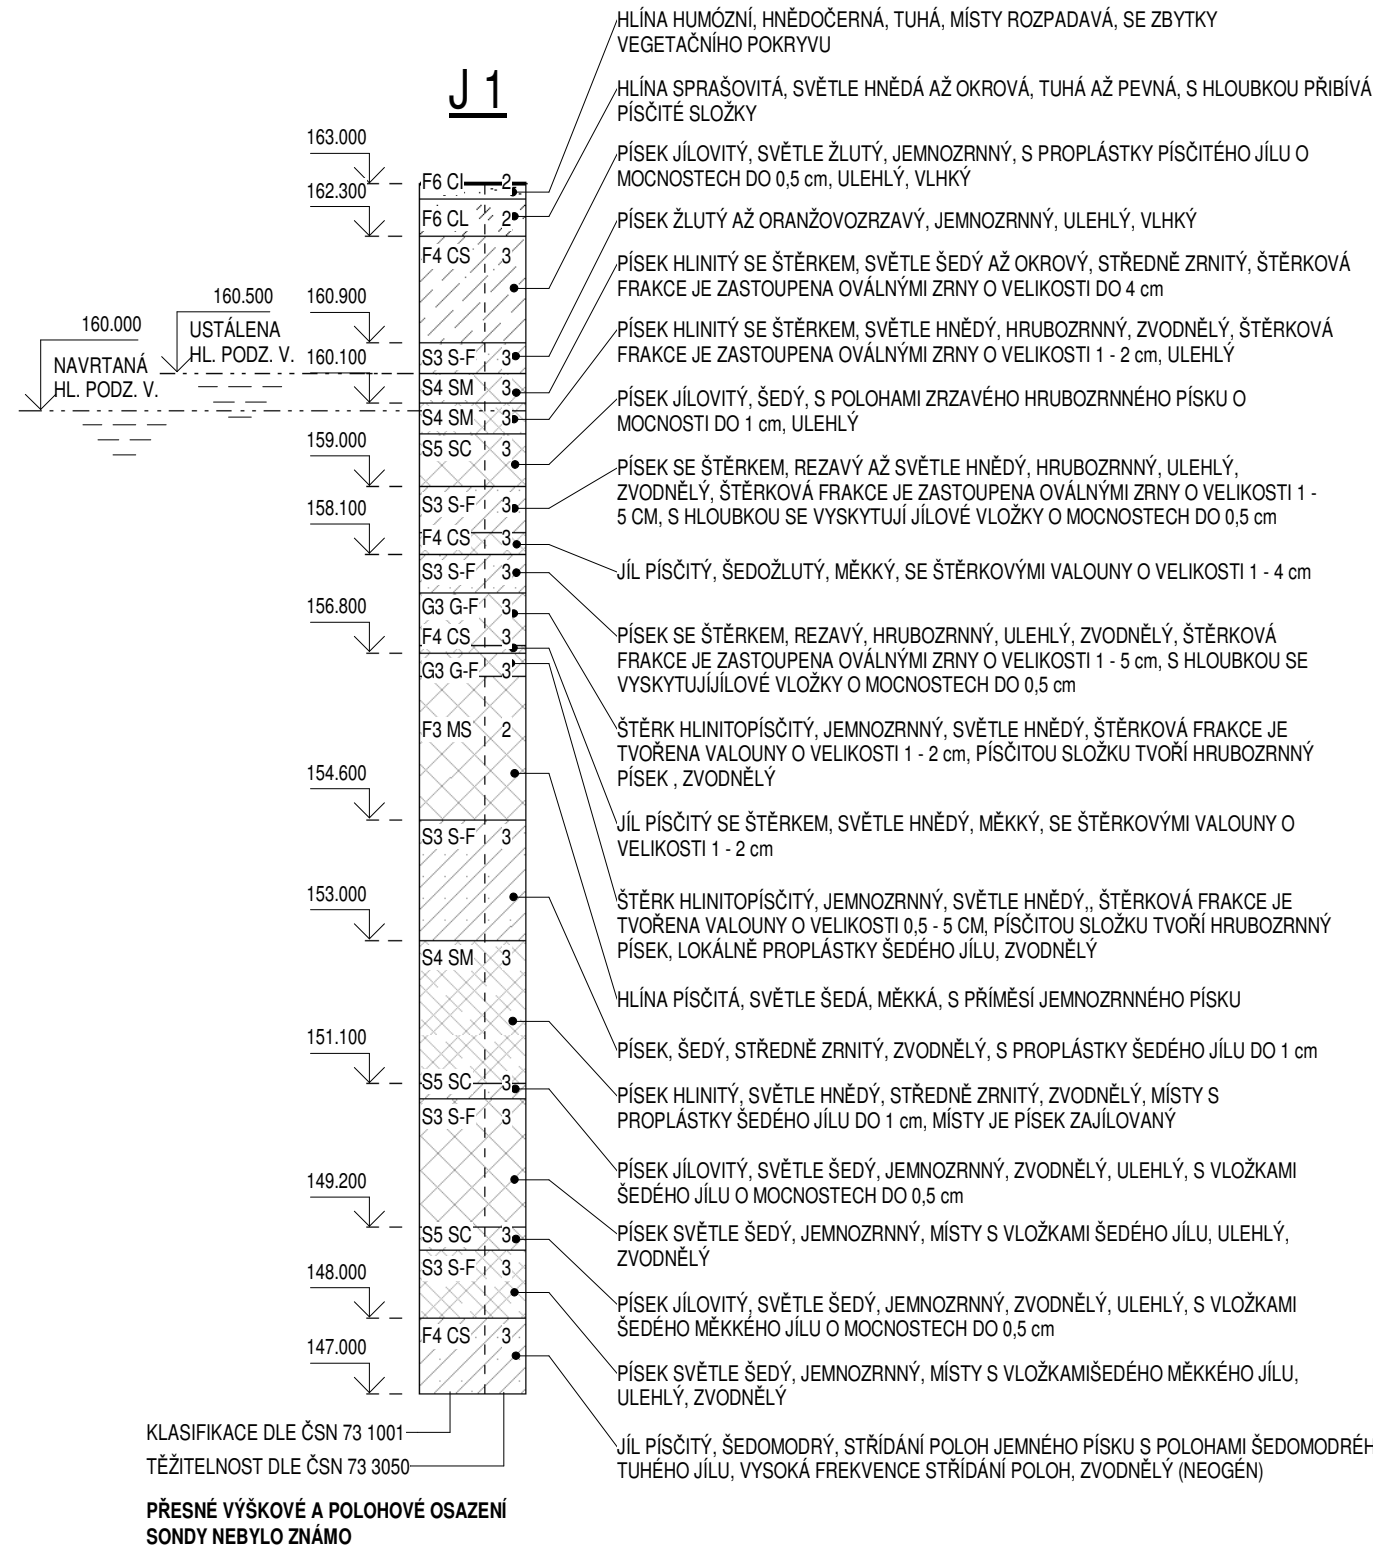 J 1
HLÍNA HUMÓZNÍ, HNĚDOČERNÁ, TUHÁ, MÍSTY ROZPADAVÁ, SE ZBYTKY
VEGETAČNÍHO POKRYVU
HLÍNA SPRAŠOVITÁ, SVĚTLE HNĚDÁ AŽ OKROVÁ, TUHÁ AŽ PEVNÁ, S HLOUBKOU PŘIBÍVÁ
PÍSČITÉ SLOŽKY
PÍSEK JÍLOVITÝ, SVĚTLE ŽLUTÝ, JEMNOZRNNÝ, S PROPLÁSTKY PÍSČITÉHO JÍLU O
MOCNOSTECH DO 0,5 cm, ULEHLÝ, VLHKÝ
PÍSEK ŽLUTÝ AŽ ORANŽOVOZRZAVÝ, JEMNOZRNNÝ, ULEHLÝ, VLHKÝ
PÍSEK HLINITÝ SE ŠTĚRKEM, SVĚTLE ŠEDÝ AŽ OKROVÝ, STŘEDNĚ ZRNITÝ, ŠTĚRKOVÁ
FRAKCE JE ZASTOUPENA OVÁLNÝMI ZRNY O VELIKOSTI DO 4 cm
PÍSEK HLINITÝ SE ŠTĚRKEM, SVĚTLE HNĚDÝ, HRUBOZRNNÝ, ZVODNĚLÝ, ŠTĚRKOVÁ
FRAKCE JE ZASTOUPENA OVÁLNÝMI ZRNY O VELIKOSTI 1 - 2 cm, ULEHLÝ
PÍSEK JÍLOVITÝ, ŠEDÝ, S POLOHAMI ZRZAVÉHO HRUBOZRNNÉHO PÍSKU O
MOCNOSTI DO 1 cm, ULEHLÝ
PÍSEK SE ŠTĚRKEM, REZAVÝ AŽ SVĚTLE HNĚDÝ, HRUBOZRNNÝ, ULEHLÝ,
ZVODNĚLÝ, ŠTĚRKOVÁ FRAKCE JE ZASTOUPENA OVÁLNÝMI ZRNY O VELIKOSTI 1 -
5 CM, S HLOUBKOU SE VYSKYTUJÍ JÍLOVÉ VLOŽKY O MOCNOSTECH DO 0,5 cm
JÍL PÍSČITÝ, ŠEDOŽLUTÝ, MĚKKÝ, SE ŠTĚRKOVÝMI VALOUNY O VELIKOSTI 1 - 4 cm
PÍSEK SE ŠTĚRKEM, REZAVÝ, HRUBOZRNNÝ, ULEHLÝ, ZVODNĚLÝ, ŠTĚRKOVÁ
FRAKCE JE ZASTOUPENA OVÁLNÝMI ZRNY O VELIKOSTI 1 - 5 cm, S HLOUBKOU SE
VYSKYTUJÍJÍLOVÉ VLOŽKY O MOCNOSTECH DO 0,5 cm
ŠTĚRK HLINITOPÍSČITÝ, JEMNOZRNNÝ, SVĚTLE HNĚDÝ, ŠTĚRKOVÁ FRAKCE JE
TVOŘENA VALOUNY O VELIKOSTI 1 - 2 cm, PÍSČITOU SLOŽKU TVOŘÍ HRUBOZRNNÝ
PÍSEK , ZVODNĚLÝ
JÍL PÍSČITÝ SE ŠTĚRKEM, SVĚTLE HNĚDÝ, MĚKKÝ, SE ŠTĚRKOVÝMI VALOUNY O
VELIKOSTI 1 - 2 cm
ŠTĚRK HLINITOPÍSČITÝ, JEMNOZRNNÝ, SVĚTLE HNĚDÝ,, ŠTĚRKOVÁ FRAKCE JE
TVOŘENA VALOUNY O VELIKOSTI 0,5 - 5 CM, PÍSČITOU SLOŽKU TVOŘÍ HRUBOZRNNÝ
PÍSEK, LOKÁLNĚ PROPLÁSTKY ŠEDÉHO JÍLU, ZVODNĚLÝ
HLÍNA PÍSČITÁ, SVĚTLE ŠEDÁ, MĚKKÁ, S PŘÍMĚSÍ JEMNOZRNNÉHO PÍSKU
PÍSEK, ŠEDÝ, STŘEDNĚ ZRNITÝ, ZVODNĚLÝ, S PROPLÁSTKY ŠEDÉHO JÍLU DO 1 cm
PÍSEK HLINITÝ, SVĚTLE HNĚDÝ, STŘEDNĚ ZRNITÝ, ZVODNĚLÝ, MÍSTY S
PROPLÁSTKY ŠEDÉHO JÍLU DO 1 cm, MÍSTY JE PÍSEK ZAJÍLOVANÝ
PÍSEK JÍLOVITÝ, SVĚTLE ŠEDÝ, JEMNOZRNNÝ, ZVODNĚLÝ, ULEHLÝ, S VLOŽKAMI
ŠEDÉHO JÍLU O MOCNOSTECH DO 0,5 cm
PÍSEK SVĚTLE ŠEDÝ, JEMNOZRNNÝ, MÍSTY S VLOŽKAMI ŠEDÉHO JÍLU, ULEHLÝ,
ZVODNĚLÝ
PÍSEK JÍLOVITÝ, SVĚTLE ŠEDÝ, JEMNOZRNNÝ, ZVODNĚLÝ, ULEHLÝ, S VLOŽKAMI
ŠEDÉHO MĚKKÉHO JÍLU O MOCNOSTECH DO 0,5 cm
PÍSEK SVĚTLE ŠEDÝ, JEMNOZRNNÝ, MÍSTY S VLOŽKAMIŠEDÉHO MĚKKÉHO JÍLU,
ULEHLÝ, ZVODNĚLÝ
JÍL PÍSČITÝ, ŠEDOMODRÝ, STŘÍDÁNÍ POLOH JEMNÉHO PÍSKU S POLOHAMI ŠEDOMODRÉH
TUHÉHO JÍLU, VYSOKÁ FREKVENCE STŘÍDÁNÍ POLOH, ZVODNĚLÝ (NEOGÉN)
163.000
162.300
160.900
160.100
159.000
158.100
156.800
154.600
153.000
151.100
149.200
148.000
147.000
160.500
USTÁLENA
HL. PODZ. V.
160.000
NAVRTANÁ
HL. PODZ. V.
F6 CI 2
F6 CL 2
F4 CS 3
S3 S-F 3
S4 SM 3
S4 SM 3
S5 SC 3
S3 S-F 3
F4 CS 3
S3 S-F 3
G3 G-F 3
F4 CS 3
G3 G-F 3
F3 MS 2
S3 S-F 3
S4 SM 3
S5 SC 3
S3 S-F 3
S5 SC 3
S3 S-F 3
F4 CS 3
KLASIFIKACE DLE ČSN 73 1001
TĚŽITELNOST DLE ČSN 73 3050
PŘESNÉ VÝŠKOVÉ A POLOHOVÉ OSAZENÍ
SONDY NEBYLO ZNÁMO